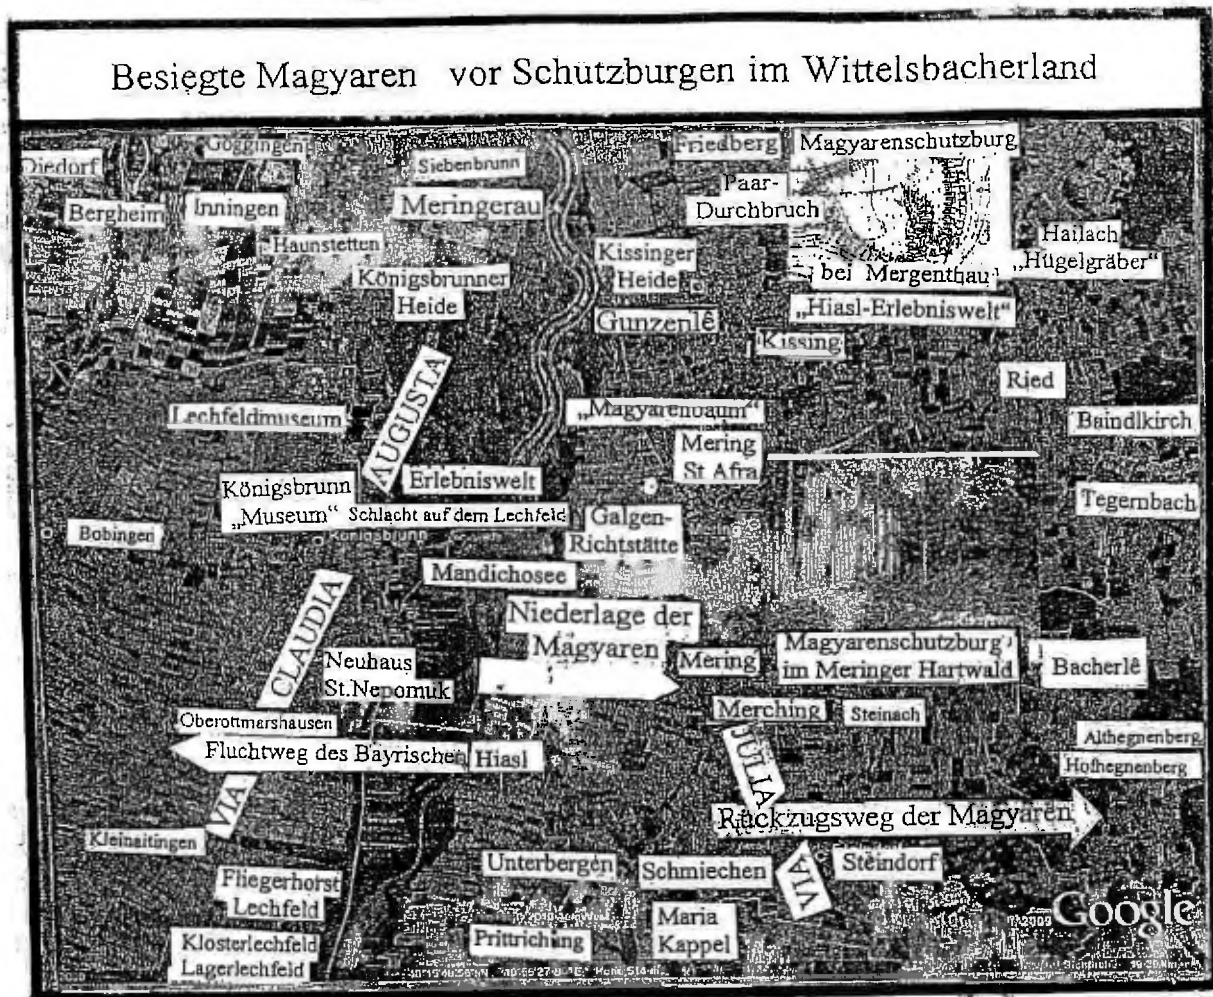 Besiegte Magyaren vor Schutzburgen im Wittelsbacherland
Diedorf
Göggingen
Siebenbrunn
Friedberg
Magyarenschutzburg
Bergheim
Inningen
Meringerau
Paar-
Durchbruch
Haunstetten
Kissinger
Heide
bei Mergenthau
Hailach
„Hügelgräber“
Königsbrunner
Heide
Gunzenlê
„Hiasl-Erlebniswelt“
Kissing
Ried
Lechfeldmuseum
AUGUSTA
„Magyarenbaum“
Baindlkirch
Mering
St Afra
Königsbrunn
„Museum“
Erlebniswelt
Schlacht auf dem Lechfeld
Tegernbach
Bobingen
Königsbrunn
Galgen-
Richtstätte
Mandichosee
CLAUDIA
Niederlage der
Magyaren
Mering
Magyarenschutzburg
im Meringer Hartwald
Bacherlê
Neuhaus
St.Nepomuk
Oberottmarshausen
Merching
Steinach
Fluchtweg des Bayrischen Hiasl
JULIA
Althegnenberg
Hofhegnenberg
VIA
Rückzugsweg der Magyaren
Kleinaitingen
Unterbergen
Schmiechen
VIA
Steindorf
Fliegerhorst
Lechfeld
Maria
Kappel
Google
Klosterlechfeld
Lagerlechfeld
Prittriching